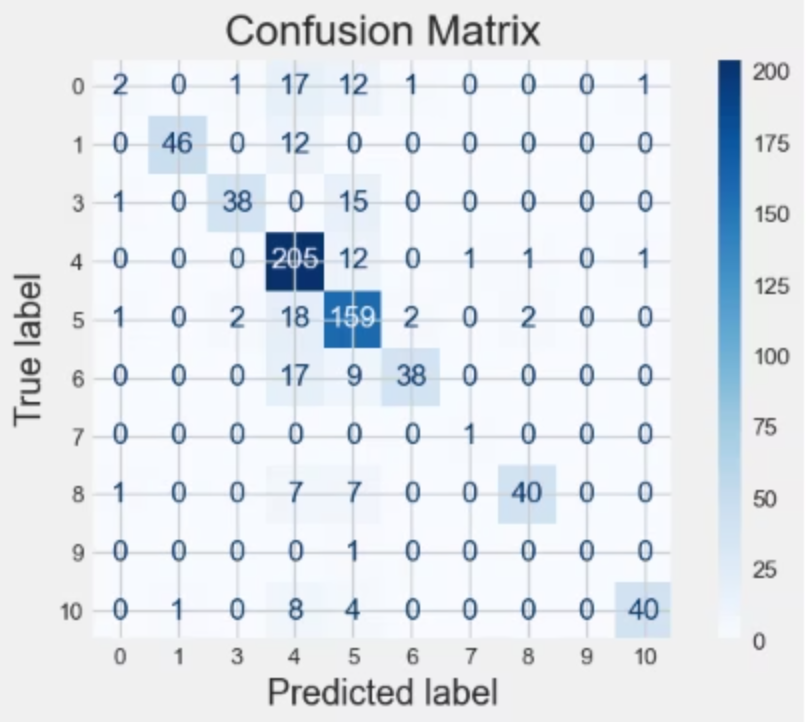 Confusion Matrix
True label
0 2 0 1 17 12 1 0 0 0 1
1 0 46 0 12 0 0 0 0 0 0
3 1 0 38 0 15 0 0 0 0 0
4 0 0 0 205 12 0 1 1 0 1
5 1 0 2 18 159 2 0 2 0 0
6 0 0 0 17 9 38 0 0 0 0
7 0 0 0 0 0 0 1 0 0 0
8 1 0 0 7 7 0 0 40 0 0
9 0 0 0 0 1 0 0 0 0 0
10 0 1 0 8 4 0 0 0 0 40
0 1 3 4 5 6 7 8 9 10
Predicted label
200
175
150
125
100
75
50
25
0